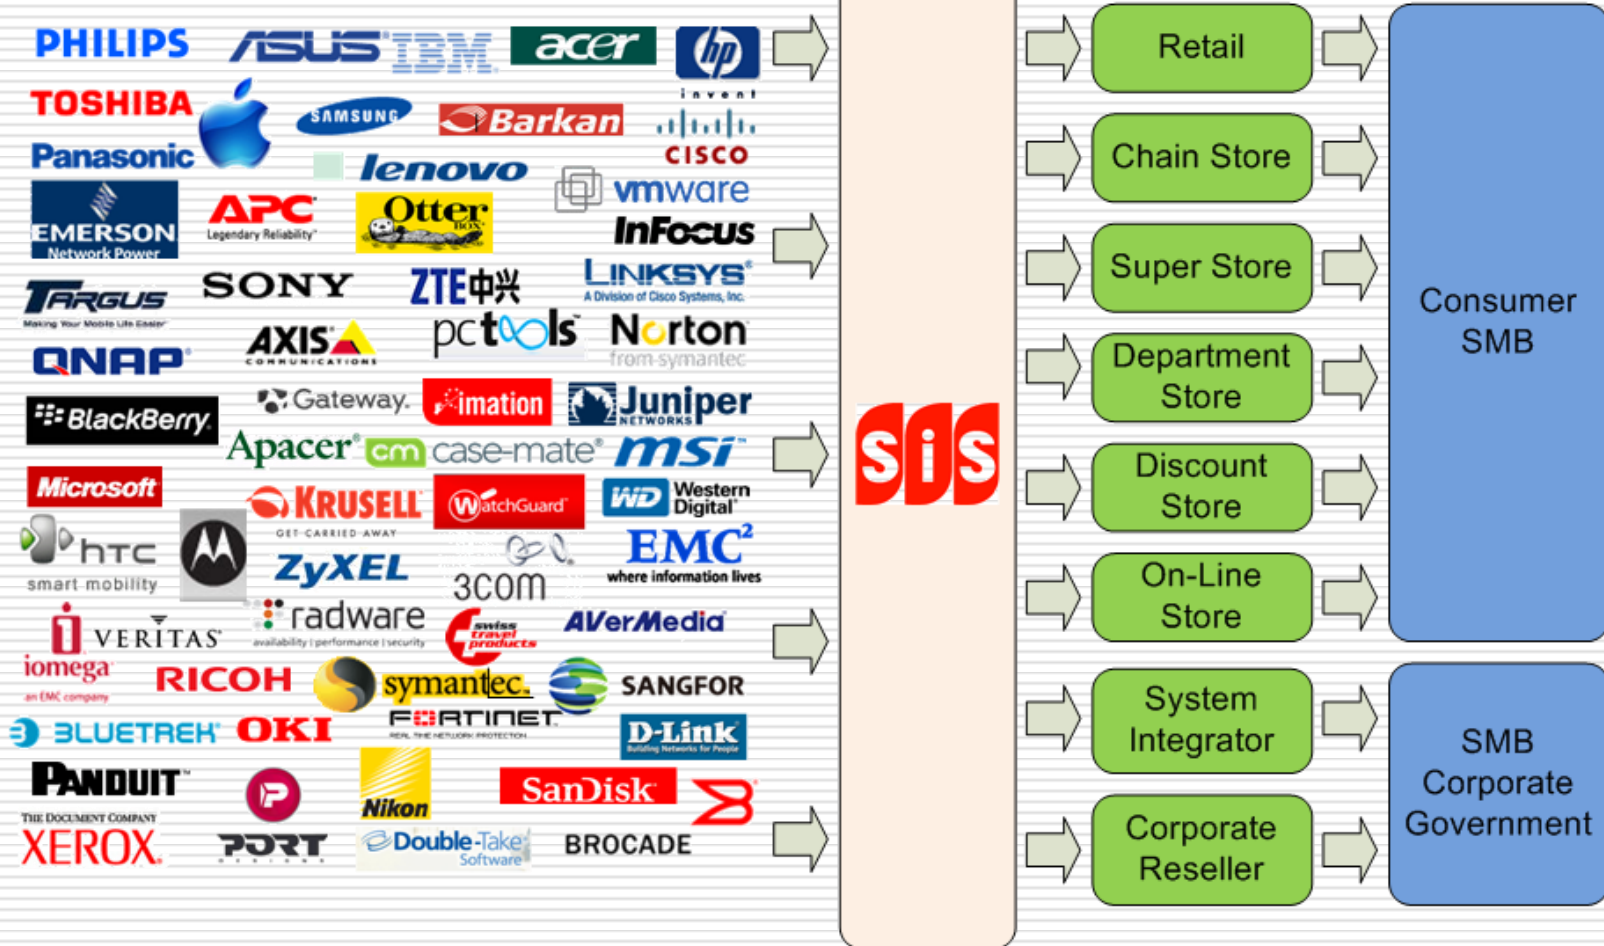 PHILIPS
ASUS
IBM
acer
hp
invent
TOSHIBA
SAMSUNG
Barkan
CISCO
Panasonic
lenovo
vmware
EMERSON
Network Power
APC
Legendary Reliability™
Otter
BOX
InFocus
TARGUS
Making Your Mobile Life Easier
SONY
ZTE中兴
LINKSYS®
A Division of Cisco Systems, Inc.
AXIS
COMMUNICATIONS
pctools™
Norton
from symantec
QNAP
BlackBerry
Gateway.
imation
Juniper
NETWORKS
Apacer®
cm case-mate®
msi™
Microsoft
KRUSELL
GET CARRIED AWAY
WatchGuard
WD
Western
Digital®
htc
smart mobility
ZyXEL
3COM
EMC²
where information lives
iomega
an EMC company
VERITAS
radware
availability | performance | security
swiss
travel
products
AVerMedia
RICOH
symantec.
SANGFOR
BLUETREK®
OKI
FORTINET
REAL TIME NETWORK PROTECTION
D-Link
Building Networks for People
PANDUIT™
P
Nikon
SanDisk
THE DOCUMENT COMPANY
XEROX
PORT
DESIGNS
Double-Take
Software
BROCADE
SiS
Retail
Chain Store
Super Store
Department
Store
Discount
Store
On-Line
Store
System
Integrator
Corporate
Reseller
Consumer
SMB
SMB
Corporate
Government